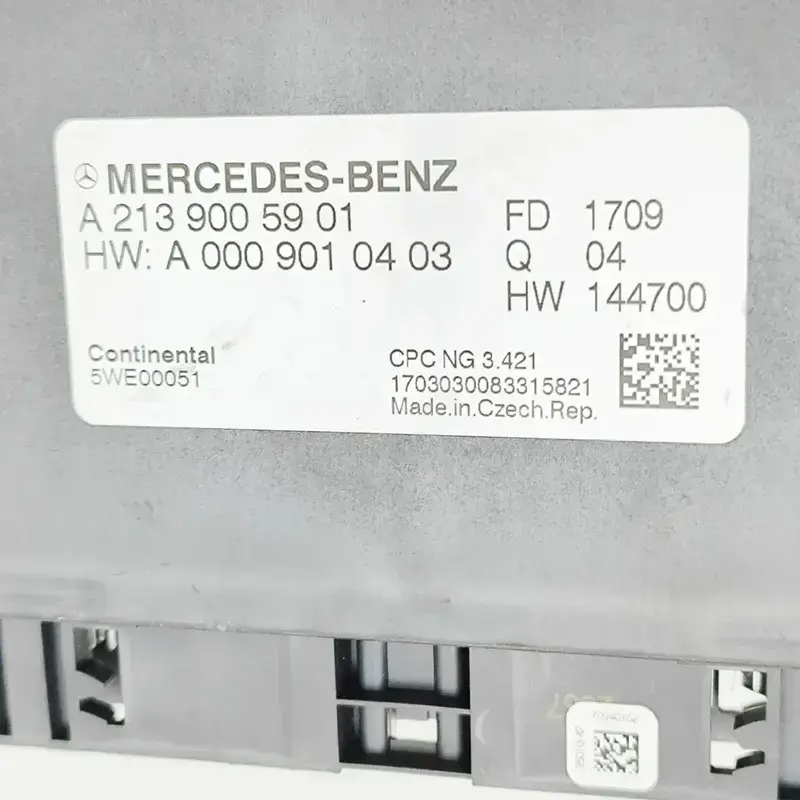 MERCEDES-BENZ
A 213 900 59 01
HW: A 000 901 04 03
FD 1709
Q 04
HW 144700
Continental
5WE00051
CPC NG 3.421
1703030083315821
Made.in.Czech.Rep.